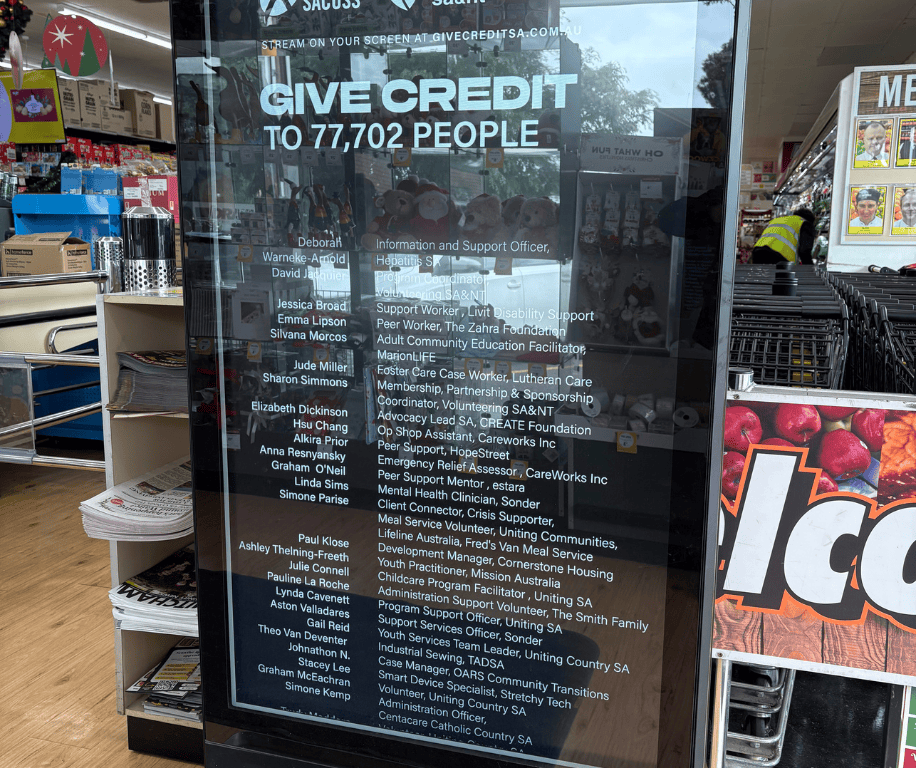 SACOSS
STREAM ON YOUR SCREEN AT GIVECREDITSA.COM.AU
GIVE CREDIT
TO 77,702 PEOPLE
Deborah Information and Support Officer,
Warneke-Arnold Hepatitis S
David Jacquier Program Coordinator
Volunteering SA&NT
Jessica Broad Support Worker, Livit Disability Support
Emma Lipson Peer Worker, The Zahra Foundation
Silvana Morcos Adult Community Education Facilitator,
MarionLIFE
Jude Miller Foster Care Case Worker, Lutheran Care
Sharon Simmons Membership, Partnership & Sponsorship
Coordinator, Volunteering SA&NT
Elizabeth Dickinson Advocacy Lead SA, CREATE Foundation
Hsu Chang Op Shop Assistant, Careworks Inc
Alkira Prior Peer Support, HopeStreet
Anna Resnyansky Emergency Relief Assessor, CareWorks Inc
Graham O'Neil Peer Support Mentor, estara
Linda Sims Mental Health Clinician, Sonder
Simone Parise Client Connector, Crisis Supporter,
Meal Service Volunteer, Uniting Communities,
Lifeline Australia, Fred's Van Meal Service
Paul Klose Development Manager, Cornerstone Housing
Ashley Thelning-Freeth Youth Practitioner, Mission Australia
Julie Connell Childcare Program Facilitator, Uniting SA
Pauline La Roche Administration Support Volunteer, The Smith Family
Lynda Cavenett Program Support Officer, Uniting SA
Aston Valladares Support Services Officer, Sonder
Gail Reid Youth Services Team Leader, Uniting Country SA
Theo Van Deventer Industrial Sewing, TADSA
Johnathon N. Case Manager, OARS Community Transitions
Stacey Lee Smart Device Specialist, Stretchy Tech
Graham McEachran Volunteer, Uniting Country SA
Simone Kemp Administration Officer,
Centacare Catholic Country SA
OH WHAT FUN
ME
elco
MITCHAM